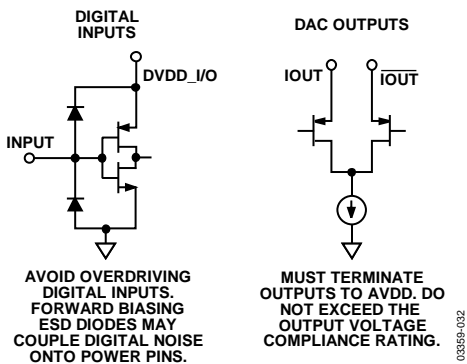 DIGITAL
INPUTS
DVDD_I/O
INPUT
AVOID OVERDRIVING
DIGITAL INPUTS.
FORWARD BIASING
ESD DIODES MAY
COUPLE DIGITAL NOISE
ONTO POWER PINS.
DAC OUTPUTS
IOUT
IOUT
MUST TERMINATE
OUTPUTS TO AVDD. DO
NOT EXCEED THE
OUTPUT VOLTAGE
COMPLIANCE RATING.
03359-032